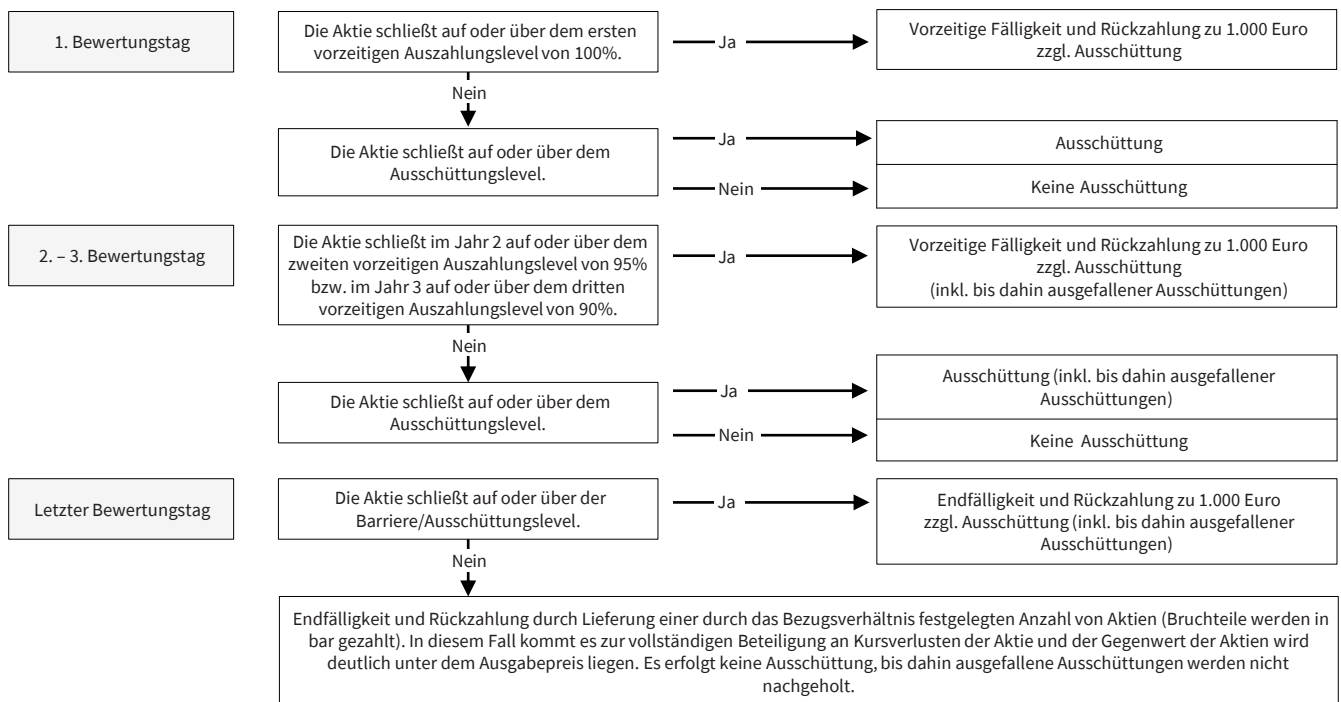 1. Bewertungstag
Die Aktie schließt auf oder über dem ersten
vorzeitigen Auszahlungslevel von 100%.
Ja
Vorzeitige Fälligkeit und Rückzahlung zu 1.000 Euro
zzgl. Ausschüttung
Nein
Die Aktie schließt auf oder über dem
Ausschüttungslevel.
Ja
Ausschüttung
Nein
Keine Ausschüttung
2. – 3. Bewertungstag
Die Aktie schließt im Jahr 2 auf oder über dem
zweiten vorzeitigen Auszahlungslevel von 95%
bzw. im Jahr 3 auf oder über dem dritten
vorzeitigen Auszahlungslevel von 90%.
Ja
Vorzeitige Fälligkeit und Rückzahlung zu 1.000 Euro
zzgl. Ausschüttung
(inkl. bis dahin ausgefallener Ausschüttungen)
Nein
Die Aktie schließt auf oder über dem
Ausschüttungslevel.
Ja
Ausschüttung (inkl. bis dahin ausgefallener
Ausschüttungen)
Nein
Keine Ausschüttung
Letzter Bewertungstag
Die Aktie schließt auf oder über der
Barriere/Ausschüttungslevel.
Ja
Endfälligkeit und Rückzahlung zu 1.000 Euro
zzgl. Ausschüttung (inkl. bis dahin ausgefallener
Ausschüttungen)
Nein
Endfälligkeit und Rückzahlung durch Lieferung einer durch das Bezugsverhältnis festgelegten Anzahl von Aktien (Bruchteile werden in
bar gezahlt). In diesem Fall kommt es zur vollständigen Beteiligung an Kursverlusten der Aktie und der Gegenwert der Aktien wird
deutlich unter dem Ausgabepreis liegen. Es erfolgt keine Ausschüttung, bis dahin ausgefallene Ausschüttungen werden nicht
nachgeholt.